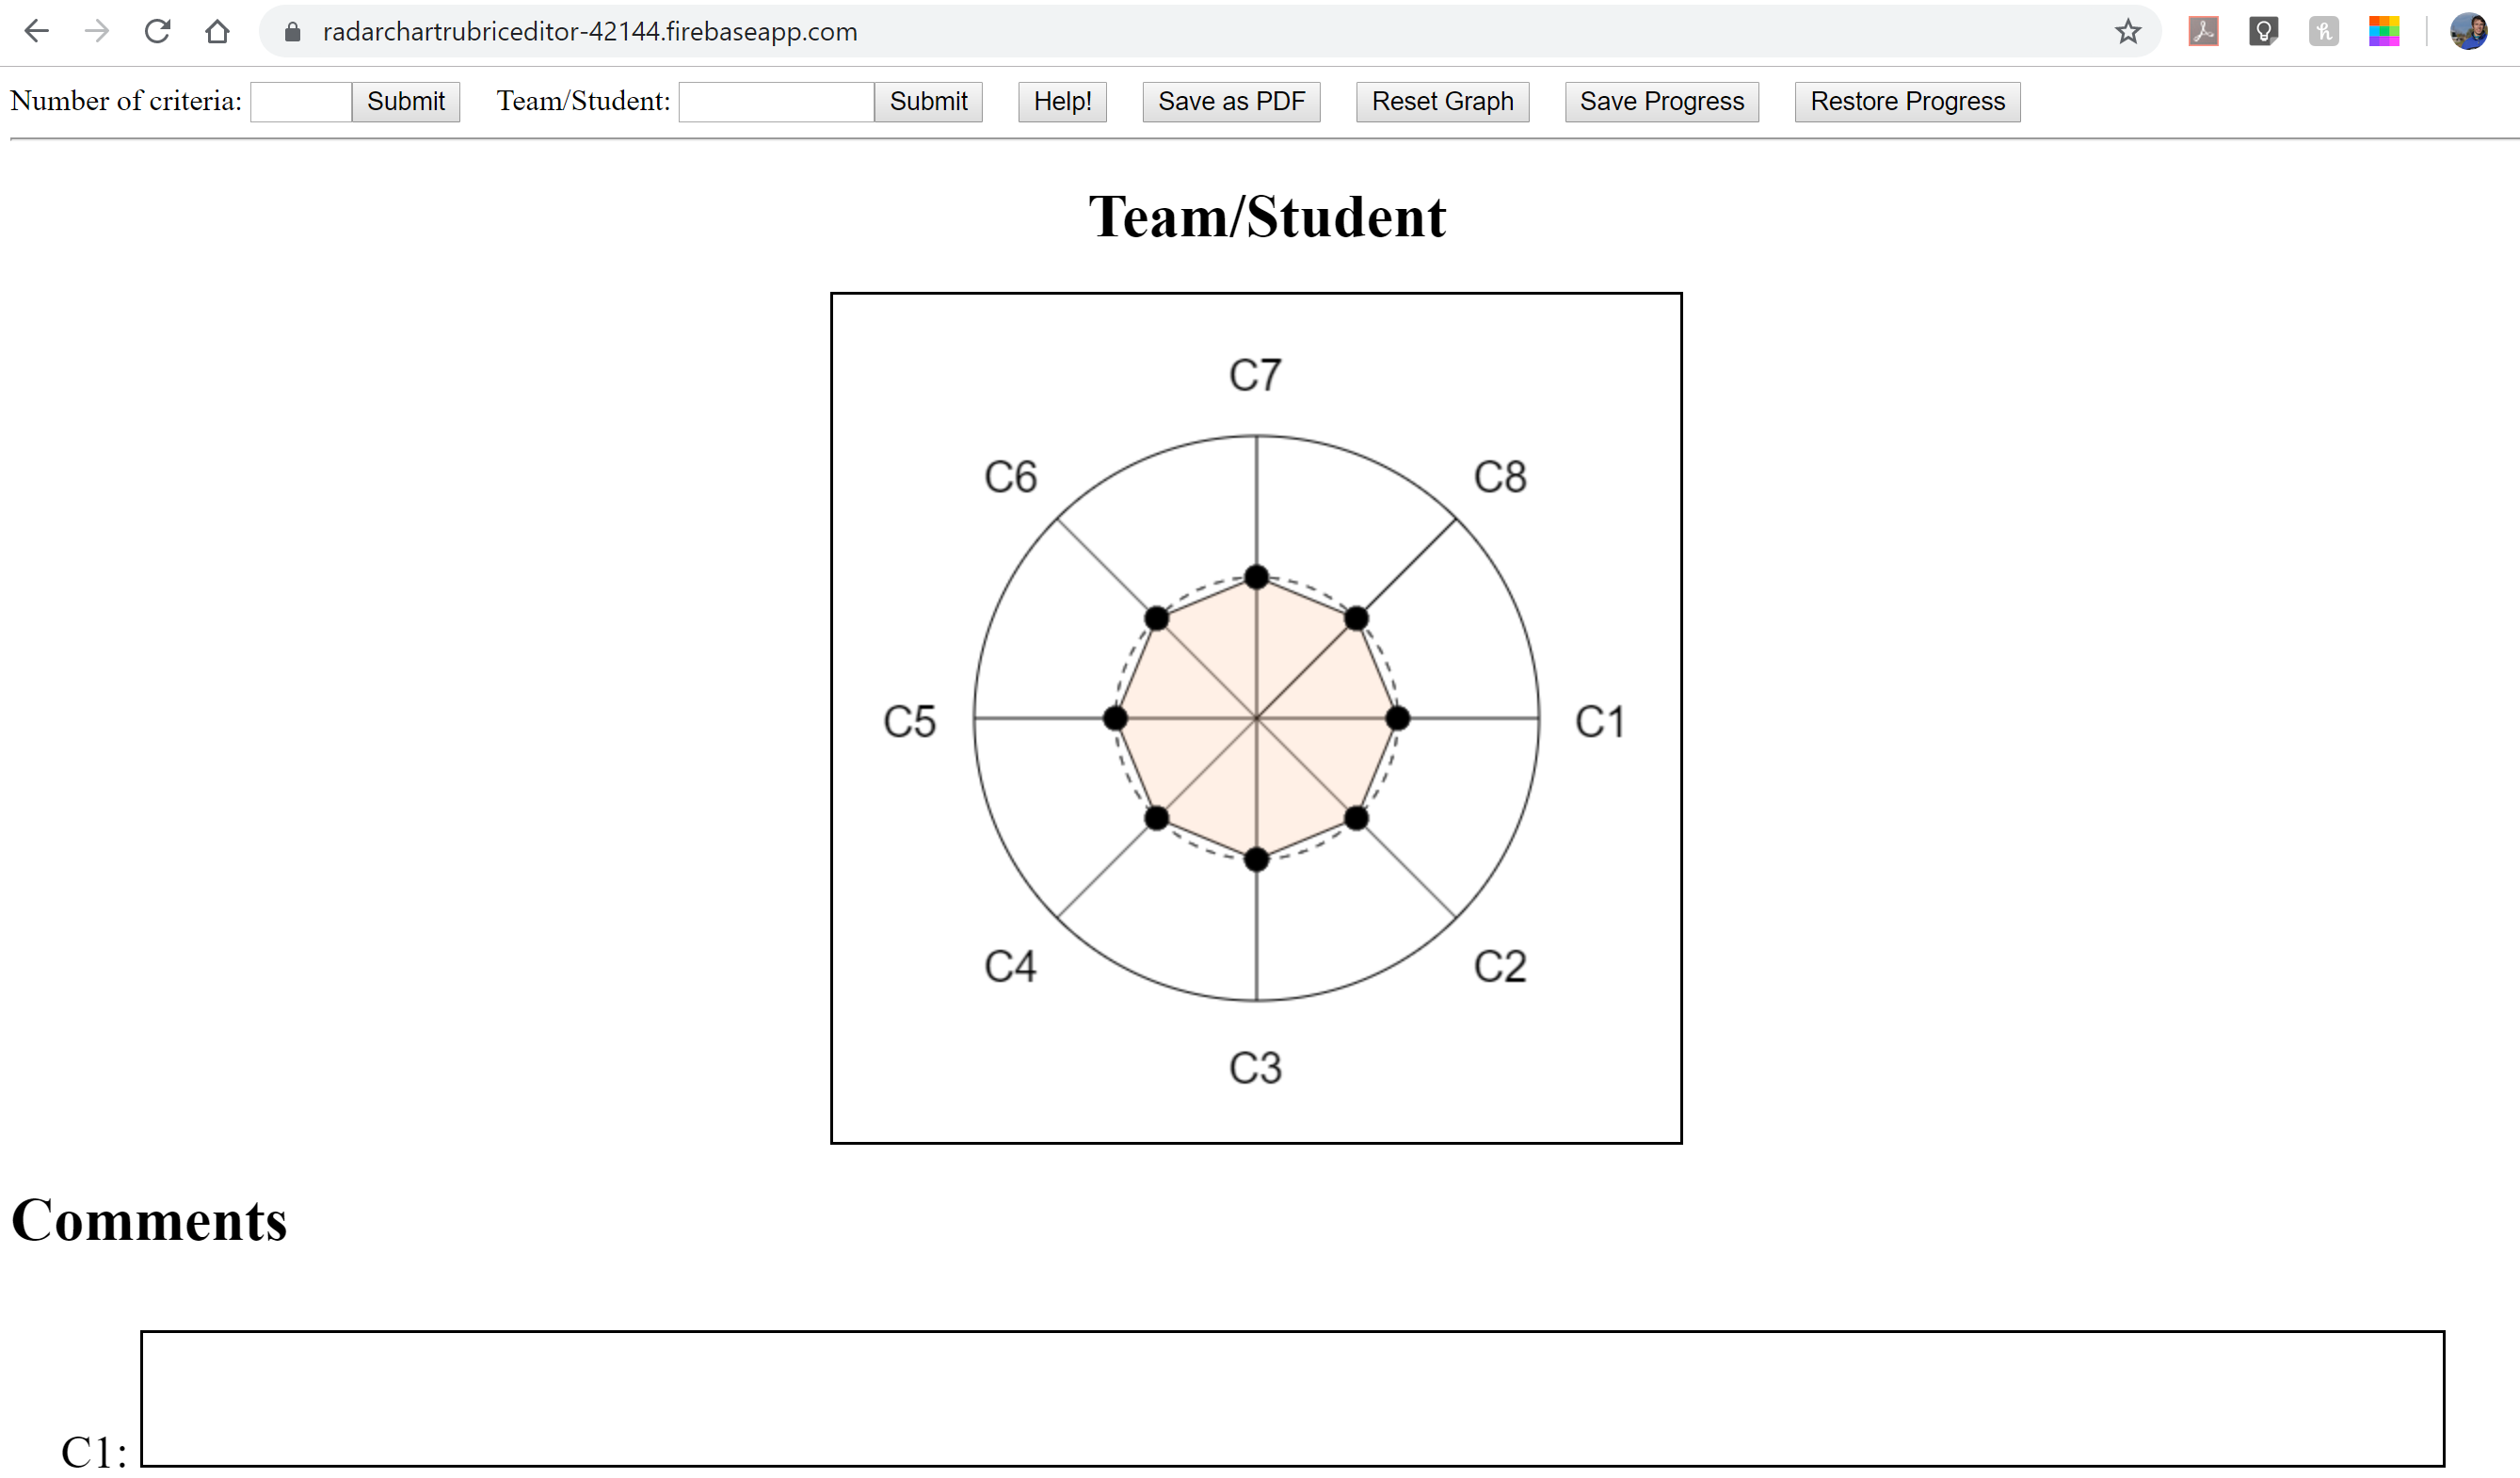 radarchartrubriceditor-42144.firebaseapp.com
Number of criteria: Submit Team/Student: Submit Help! Save as PDF Reset Graph Save Progress Restore Progress
Team/Student
C7
C6 C8
C5 C1
C4 C2
C3
Comments
C1: